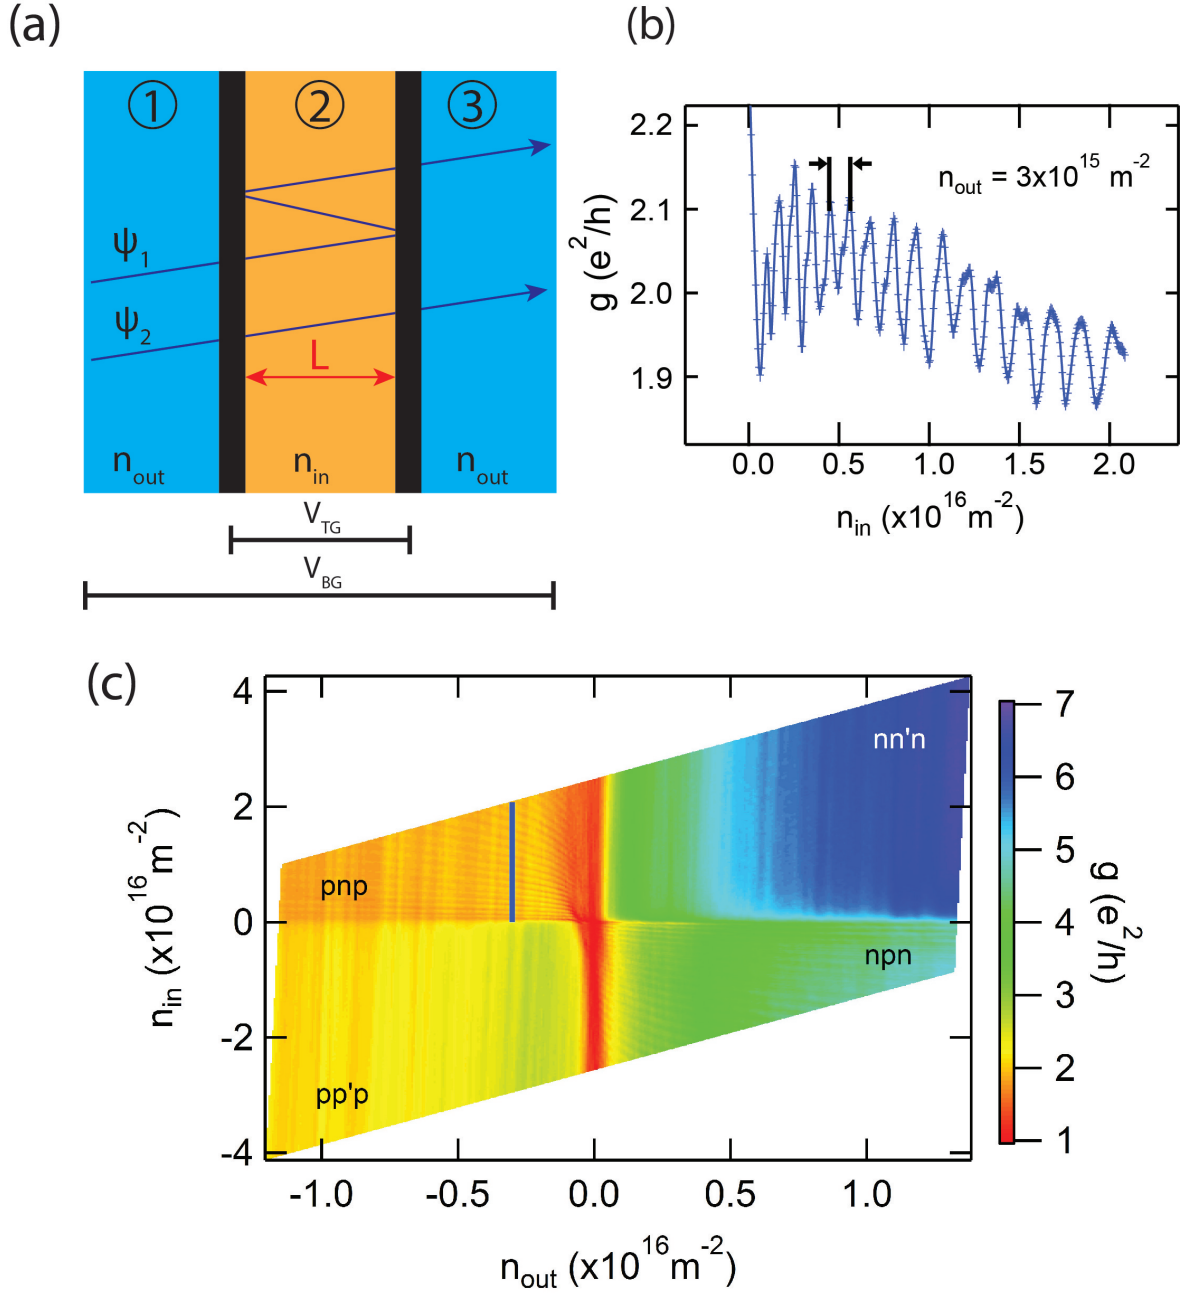 (a)
① ② ③
ψ1
ψ2
L
nout nin nout
VTG
VBG
(b)
2.2
2.1
2.0
1.9
g (e2/h)
nout = 3x1015 m-2
0.0 0.5 1.0 1.5 2.0
nin (x1016m-2)
(c)
4
2
0
-2
-4
nin (x1016m-2)
nn'n
pnp
npn
pp'p
-1.0 -0.5 0.0 0.5 1.0
nout (x1016m-2)
7
6
5
4
3
2
1
g (e2/h)